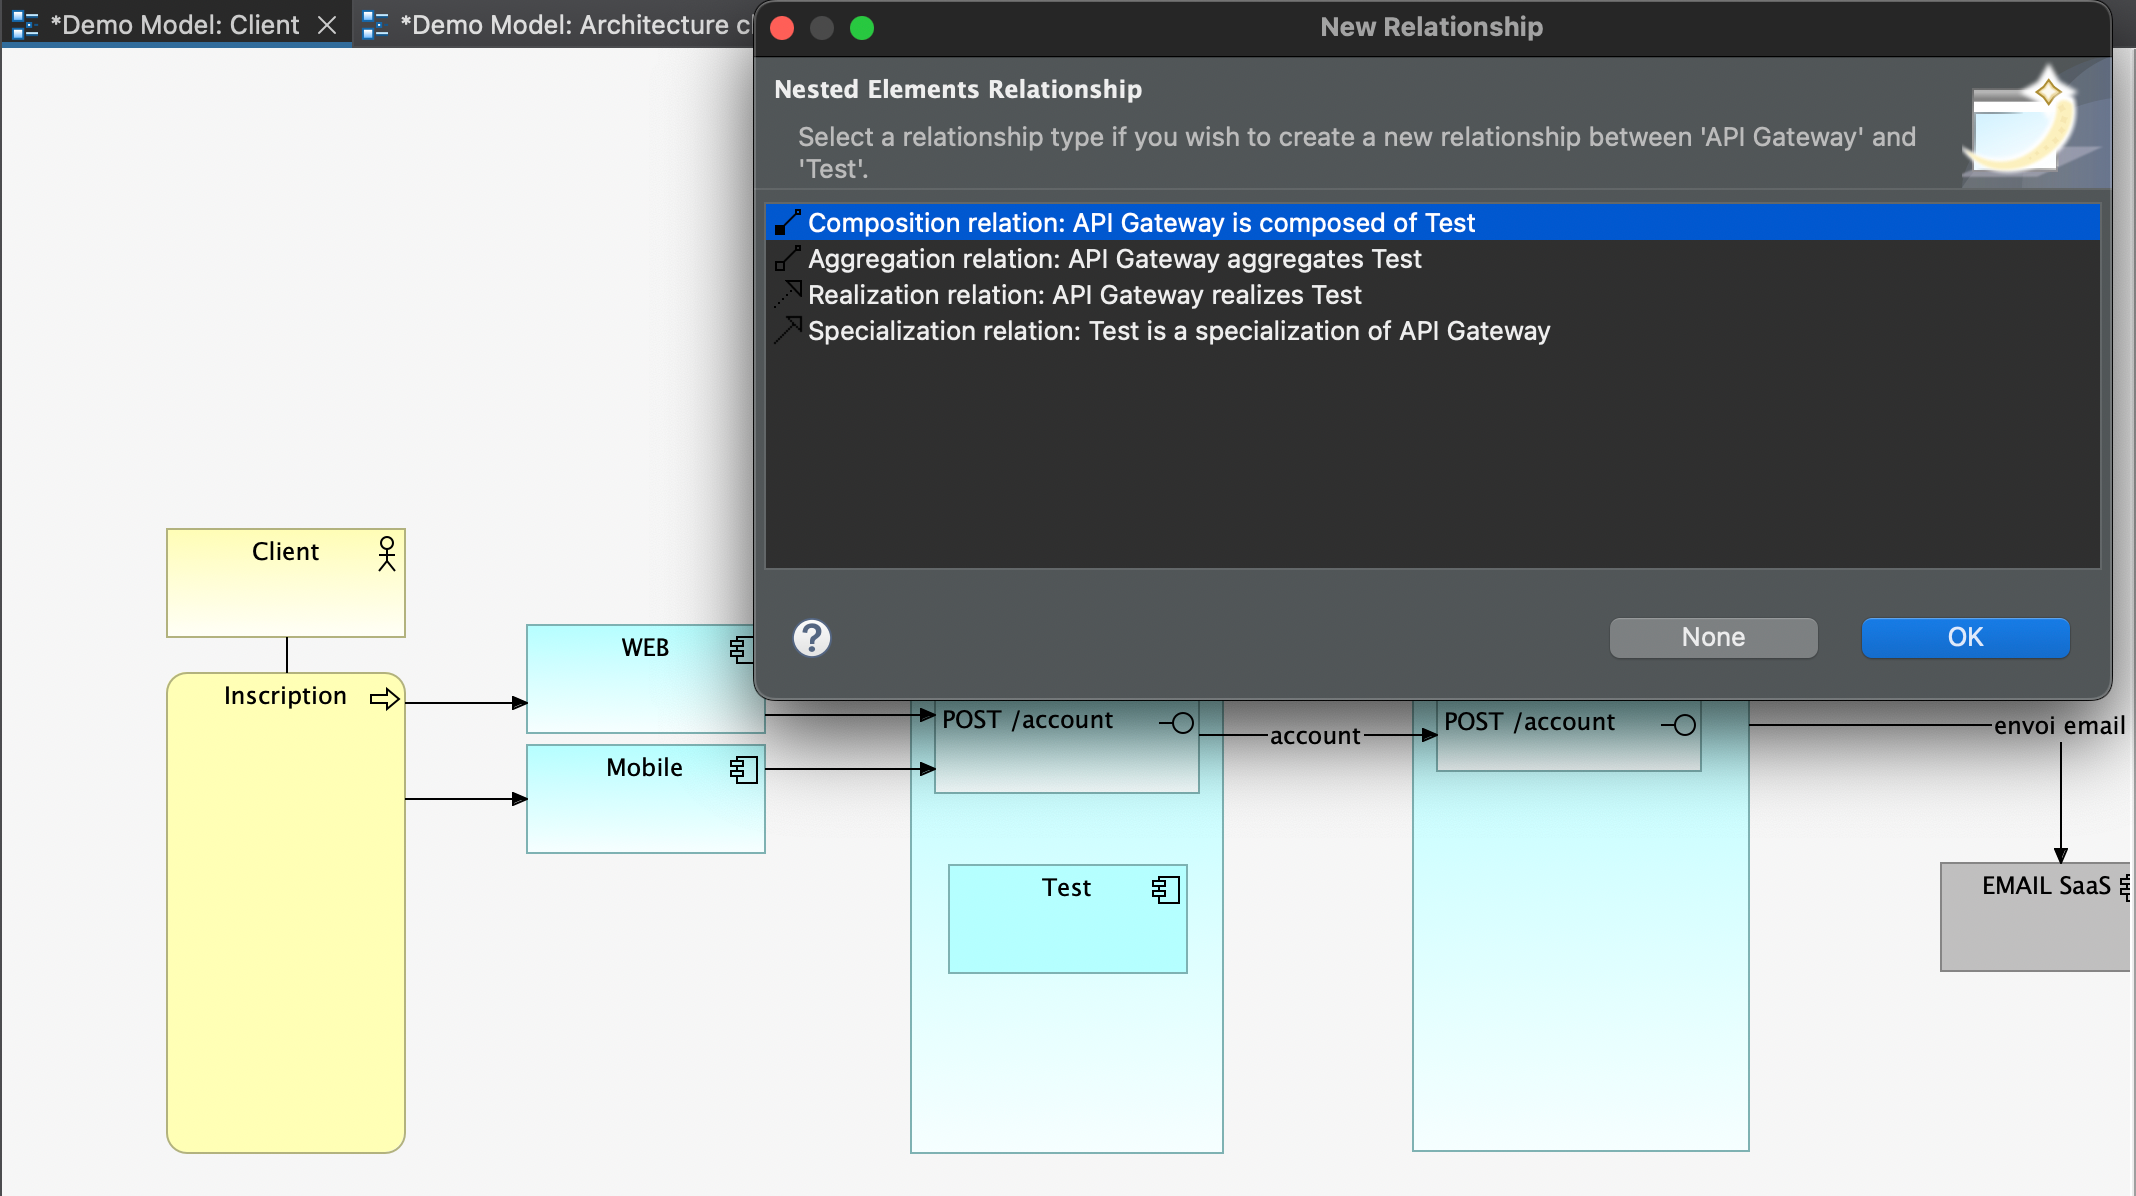 *Demo Model: Client
*Demo Model: Architecture
New Relationship
Nested Elements Relationship
Select a relationship type if you wish to create a new relationship between 'API Gateway' and
'Test'.
Composition relation: API Gateway is composed of Test
Aggregation relation: API Gateway aggregates Test
Realization relation: API Gateway realizes Test
Specialization relation: Test is a specialization of API Gateway
?
None
OK
Client
Inscription
WEB
Mobile
POST /account
account
POST /account
envoi email
Test
EMAIL SaaS